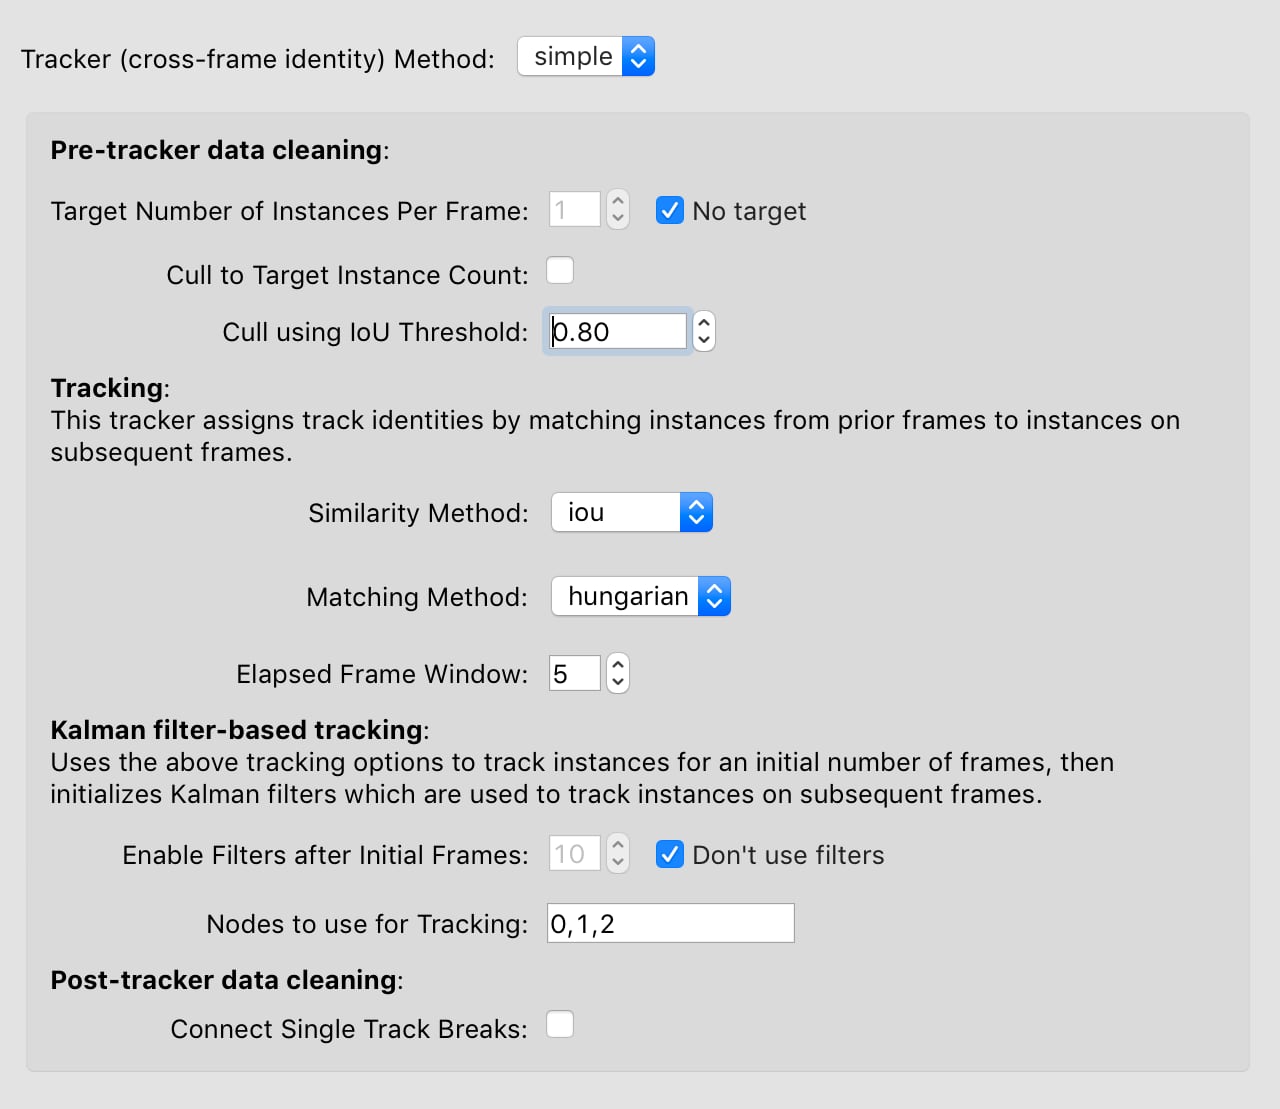 Tracker (cross-frame identity) Method: simple
Pre-tracker data cleaning:
Target Number of Instances Per Frame: 1 No target
Cull to Target Instance Count:
Cull using IoU Threshold: 0.80
Tracking:
This tracker assigns track identities by matching instances from prior frames to instances on
subsequent frames.
Similarity Method: iou
Matching Method: hungarian
Elapsed Frame Window: 5
Kalman filter-based tracking:
Uses the above tracking options to track instances for an initial number of frames, then
initializes Kalman filters which are used to track instances on subsequent frames.
Enable Filters after Initial Frames: 10 Don't use filters
Nodes to use for Tracking: 0,1,2
Post-tracker data cleaning:
Connect Single Track Breaks: